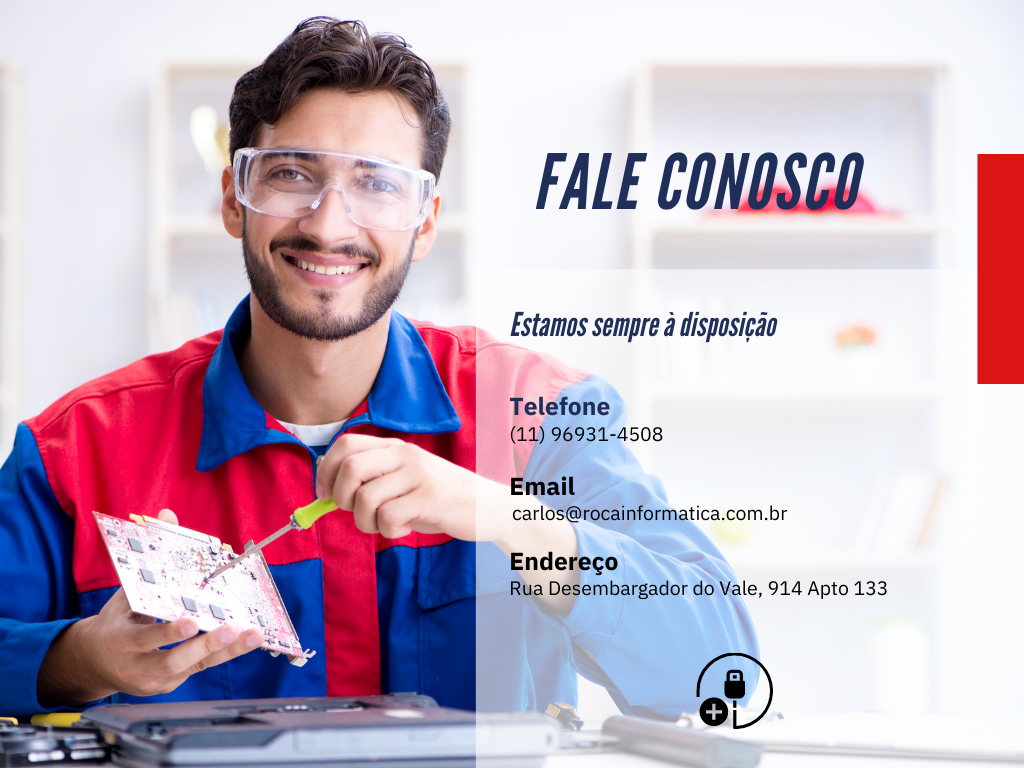 FALE CONOSCO
Estamos sempre à disposição
Telefone
(11) 96931-4508
Email
carlos@rocainformatica.com.br
Endereço
Rua Desembargador do Vale, 914 Apto 133